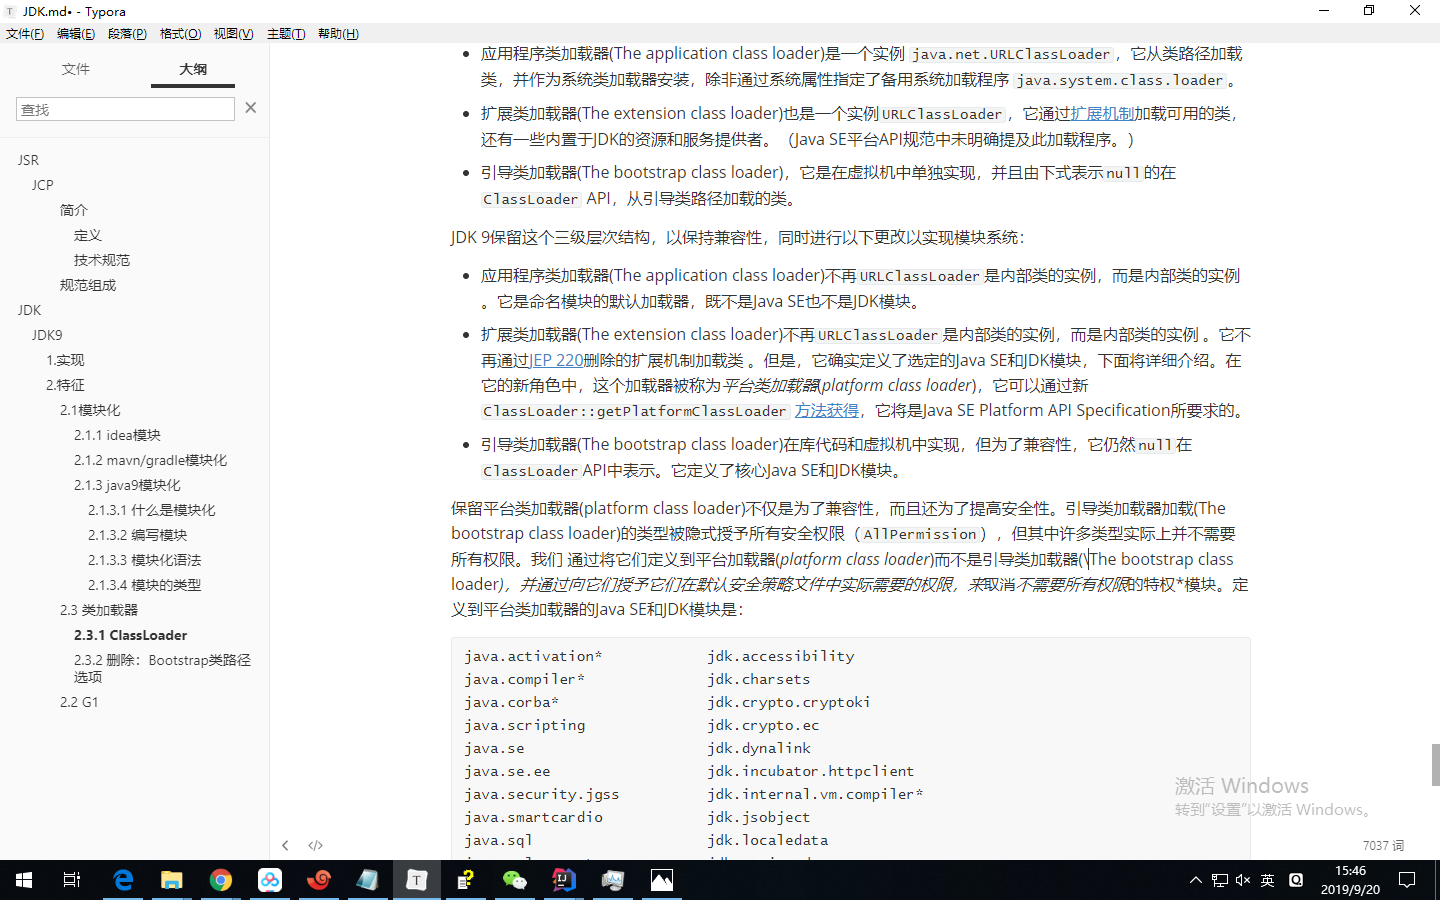 JDK.md• - Typora
文件(F) 编辑(E) 段落(P) 格式(O) 视图(V) 主题(T) 帮助(H)
文件 大纲
查找
JSR
JCP
简介
定义
技术规范
规范组成
JDK
JDK9
1.实现
2.特征
2.1模块化
2.1.1 idea模块
2.1.2 mavn/gradle模块化
2.1.3 java9模块化
2.1.3.1 什么是模块化
2.1.3.2 编写模块
2.1.3.3 模块化语法
2.1.3.4 模块的类型
2.3 类加载器
2.3.1 ClassLoader
2.3.2 删除：Bootstrap类路径
选项
2.2 G1
应用程序类加载器(The application class loader)是一个实例 java.net.URLClassLoader，它从类路径加载
类，并作为系统类加载器安装，除非通过系统属性指定了备用系统加载程序 java.system.class.loader。
扩展类加载器(The extension class loader)也是一个实例URLClassLoader，它通过扩展机制加载可用的类，
还有一些内置于JDK的资源和服务提供者。（Java SE平台API规范中未明确提及此加载程序。）
引导类加载器(The bootstrap class loader)，它是在虚拟机中单独实现，并且由下式表示null的在
ClassLoader API，从引导类路径加载的类。
JDK 9保留这个三级层次结构，以保持兼容性，同时进行以下更改以实现模块系统：
应用程序类加载器(The application class loader)不再URLClassLoader是内部类的实例，而是内部类的实例
。它是命名模块的默认加载器，既不是Java SE也不是JDK模块。
扩展类加载器(The extension class loader)不再URLClassLoader是内部类的实例，而是内部类的实例 。它不
再通过JEP 220删除的扩展机制加载类 。但是，它确实定义了选定的Java SE和JDK模块，下面将详细介绍。在
它的新角色中，这个加载器被称为平台类加载器(platform class loader)，它可以通过新
ClassLoader::getPlatformClassLoader 方法获得，它将是Java SE Platform API Specification所要求的。
引导类加载器(The bootstrap class loader)在库代码和虚拟机中实现，但为了兼容性，它仍然null在
ClassLoaderAPI中表示。它定义了核心Java SE和JDK模块。
保留平台类加载器(platform class loader)不仅是为了兼容性，而且还为了提高安全性。引导类加载器加载(The
bootstrap class loader)的类型被隐式授予所有安全权限（AllPermission），但其中许多类型实际上并不需要
所有权限。我们 通过将它们定义到平台加载器(platform class loader)而不是引导类加载器(\The bootstrap class
loader)，并通过向它们授予它们在默认安全策略文件中实际需要的权限，来取消不需要所有权限的特权*模块。定
义到平台类加载器的Java SE和JDK模块是：
java.activation* jdk.accessibility
java.compiler* jdk.charsets
java.corba* jdk.crypto.cryptoki
java.scripting jdk.crypto.ec
java.se jdk.dynalink
java.se.ee jdk.incubator.httpclient
java.security.jgss jdk.internal.vm.compiler*
java.smartcardio jdk.jsobject
java.sql jdk.localedata
激活 Windows
转到“设置”以激活 Windows。
7037 词
英
15:46
2019/9/20